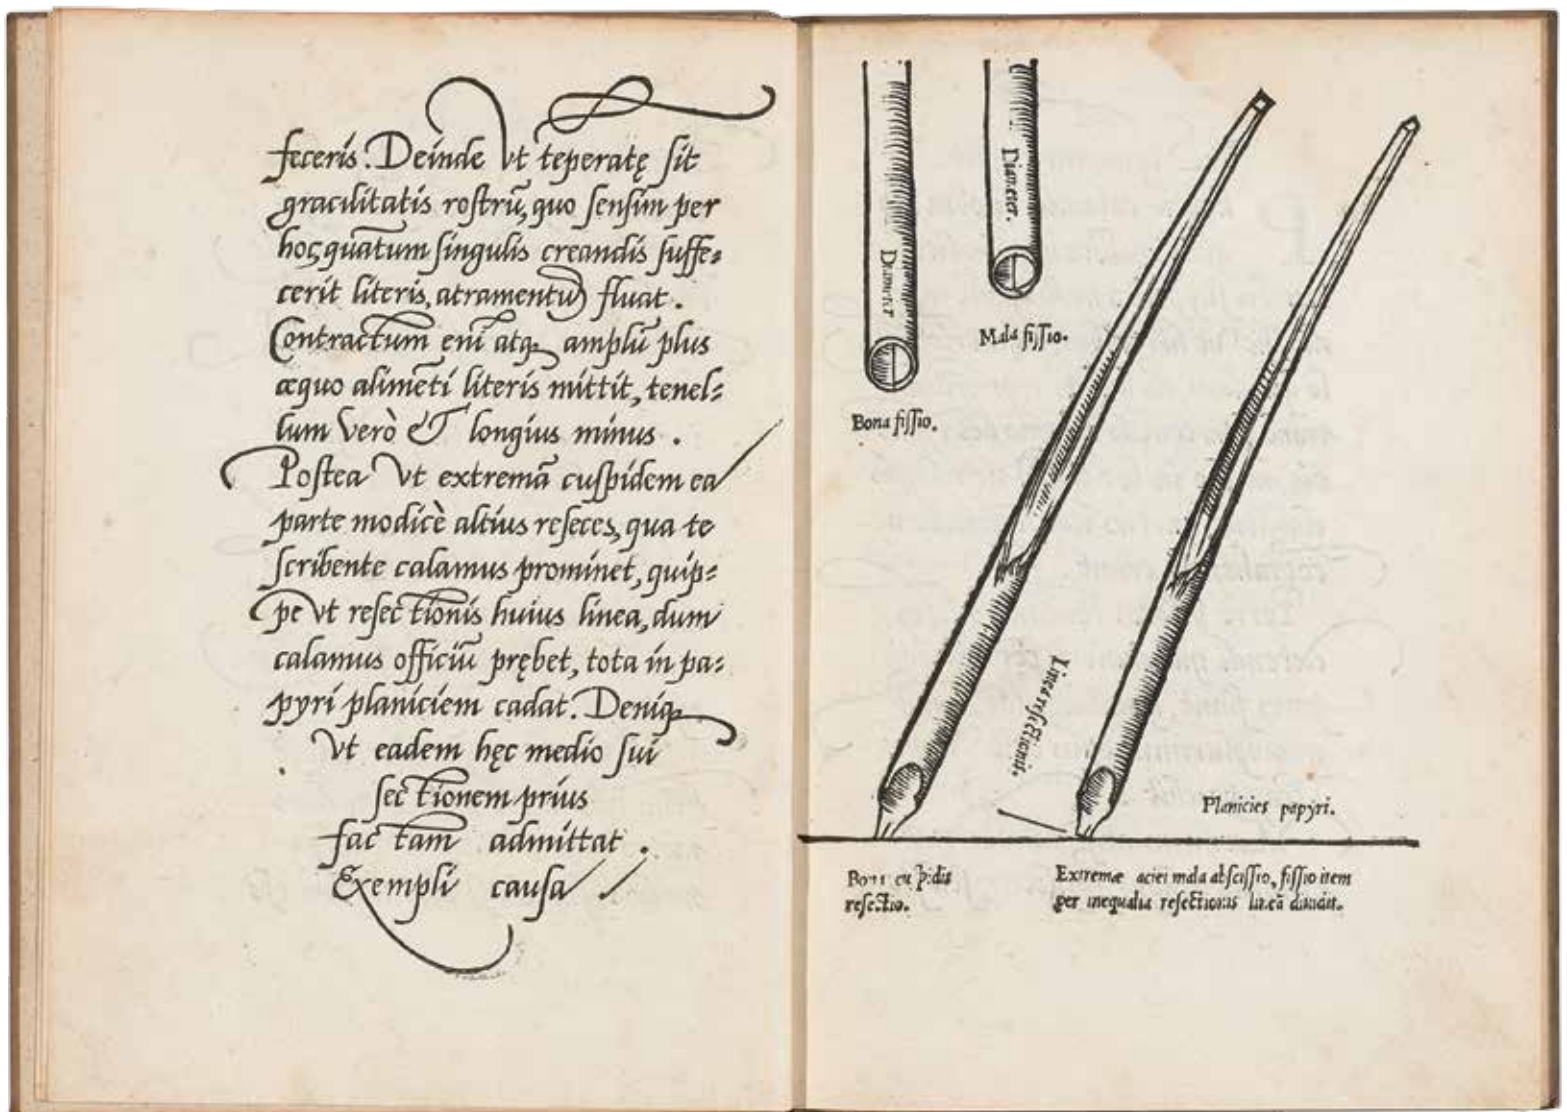 feceris. Deinde vt tēperatę sit
gracilitatis rostrū, quo sensim per
hoc, quātum singulis creandis suffe-
cerit literis, atramentū fluat.
Contractum enī atq; amplū plus
æquo alimēti literis mittit, tenel-
lum verò & longius minus.
Postea vt extremā cuspidem ea
parte modicè altius reseces, qua te
scribente calamus prominet, quip-
pe vt resectionis huius linea, dum
calamus officiū prębet, tota in pa-
pyri planiciem cadat. Deniq;
vt eadem hęc medio sui
sectionem prius
factam admittat.
Exempli causa
Diameter
Bona fissio.
Diameter.
Mala fissio.
Linea resectionis.
Planicies papyri.
Bona cuspidis
resectio.
Extremæ aciei mala abscissio, fissio item
per inequalia resectionis lineā diuidit.